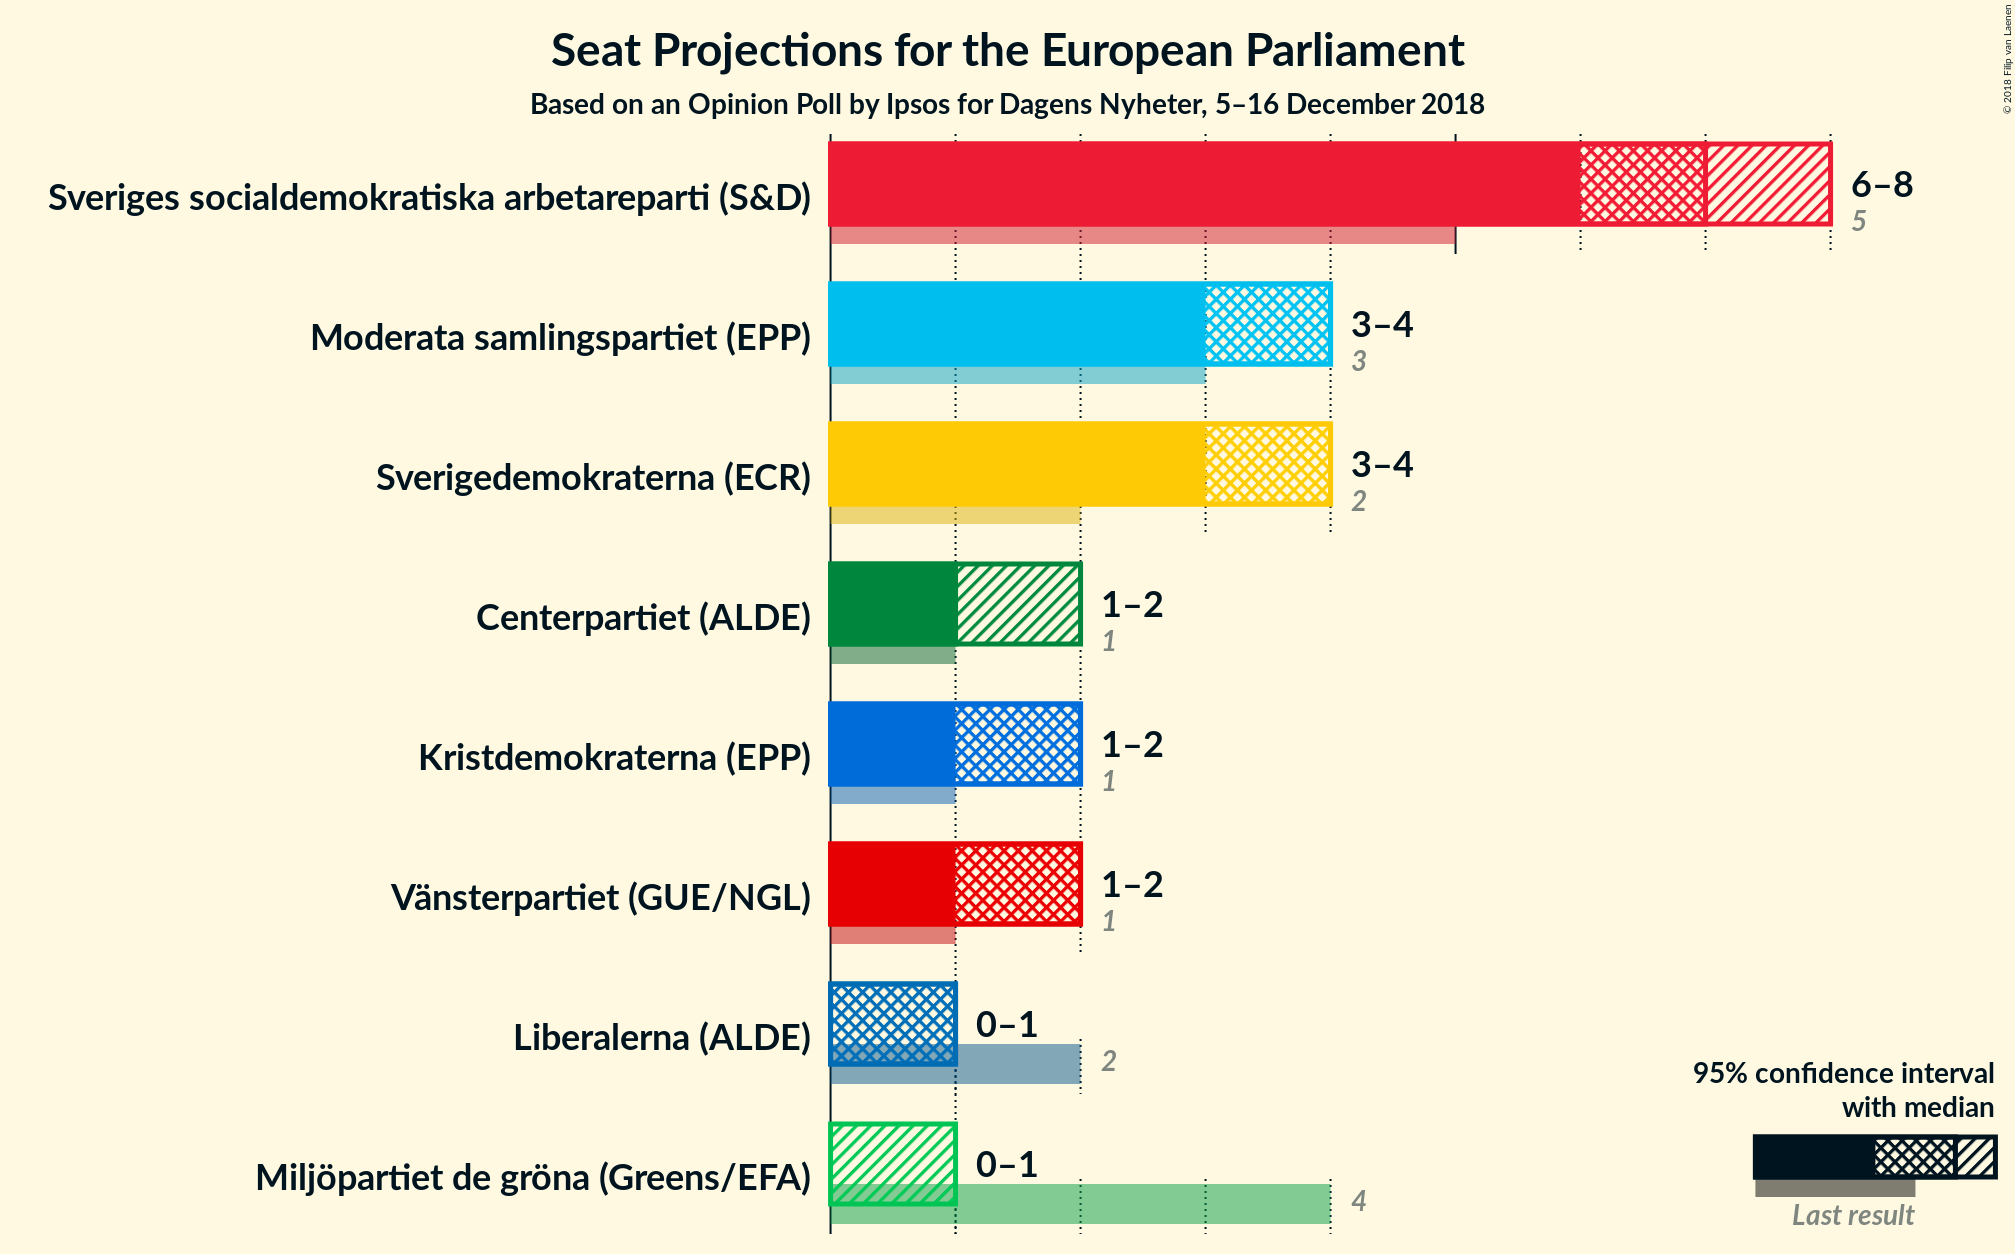 Seat Projections for the European Parliament
Based on an Opinion Poll by Ipsos for Dagens Nyheter, 5–16 December 2018
© 2018 Filip van Laenen
Sveriges socialdemokratiska arbetareparti (S&D)
6–8
5
Moderata samlingspartiet (EPP)
3–4
3
Sverigedemokraterna (ECR)
3–4
2
Centerpartiet (ALDE)
1–2
1
Kristdemokraterna (EPP)
1–2
1
Vänsterpartiet (GUE/NGL)
1–2
1
Liberalerna (ALDE)
0–1
2
Miljöpartiet de gröna (Greens/EFA)
0–1
4
95% confidence interval
with median
Last result